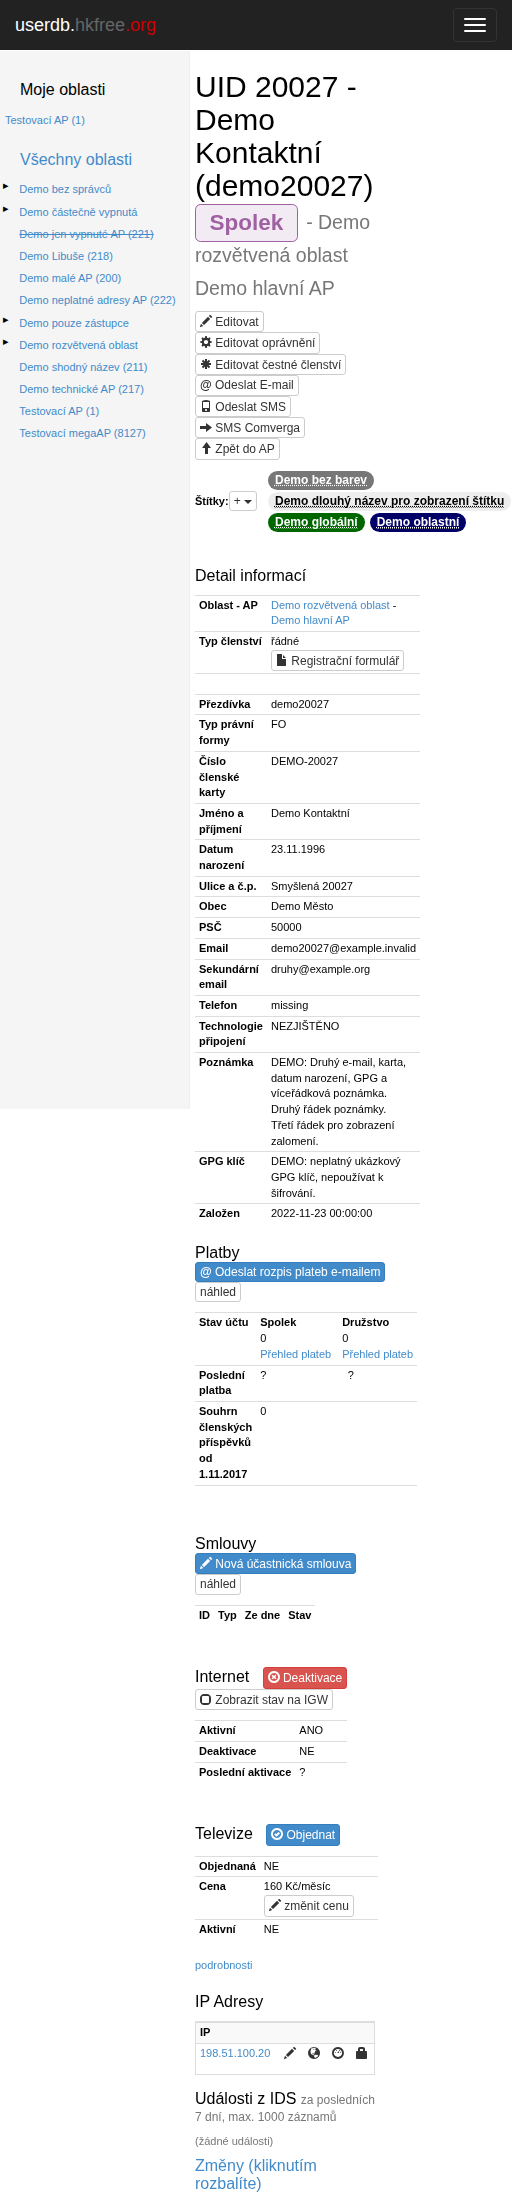 userdb.hkfree.org
Moje oblasti
Testovací AP (1)
Všechny oblasti
Demo bez správců
Demo částečně vypnutá
Demo jen vypnuté AP (221)
Demo Libuše (218)
Demo malé AP (200)
Demo neplatné adresy AP (222)
Demo pouze zástupce
Demo rozvětvená oblast
Demo shodný název (211)
Demo technické AP (217)
Testovací AP (1)
Testovací megaAP (8127)
UID 20027 -
Demo
Kontaktní
(demo20027)
Spolek - Demo
rozvětvená oblast
Demo hlavní AP
Editovat
Editovat oprávnění
Editovat čestné členství
@ Odeslat E-mail
Odeslat SMS
SMS Comverga
Zpět do AP
Demo bez barev
Štítky: + Demo dlouhý název pro zobrazení štítku
Demo globální Demo oblastní
Detail informací
Oblast - AP Demo rozvětvená oblast -
Demo hlavní AP
Typ členství řádné
Registrační formulář
Přezdívka demo20027
Typ právní FO
formy
Číslo DEMO-20027
členské
karty
Jméno a Demo Kontaktní
příjmení
Datum 23.11.1996
narození
Ulice a č.p. Smyšlená 20027
Obec Demo Město
PSČ 50000
Email demo20027@example.invalid
Sekundární druhy@example.org
email
Telefon missing
Technologie NEZJIŠTĚNO
připojení
Poznámka DEMO: Druhý e-mail, karta,
datum narození, GPG a
víceřádková poznámka.
Druhý řádek poznámky.
Třetí řádek pro zobrazení
zalomení.
GPG klíč DEMO: neplatný ukázkový
GPG klíč, nepoužívat k
šifrování.
Založen 2022-11-23 00:00:00
Platby
@ Odeslat rozpis plateb e-mailem
náhled
Stav účtu Spolek Družstvo
0 0
Přehled plateb Přehled plateb
Poslední ? ?
platba
Souhrn 0
členských
příspěvků
od
1.11.2017
Smlouvy
Nová účastnická smlouva
náhled
ID Typ Ze dne Stav
Internet Deaktivace
Zobrazit stav na IGW
Aktivní ANO
Deaktivace NE
Poslední aktivace ?
Televize Objednat
Objednaná NE
Cena 160 Kč/měsíc
změnit cenu
Aktivní NE
podrobnosti
IP Adresy
IP
198.51.100.20
Události z IDS za posledních
7 dní, max. 1000 záznamů
(žádné události)
Změny (kliknutím
rozbalíte)